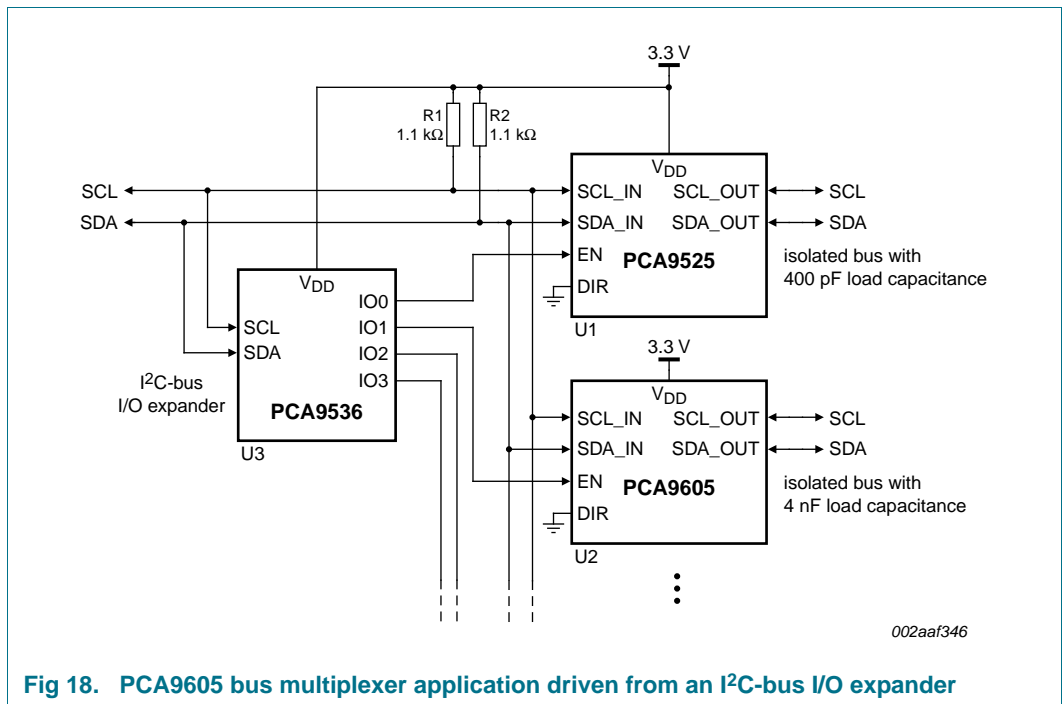 3.3 V
R1
1.1 kΩ
R2
1.1 kΩ
SCL
SDA
VDD
SCL_IN
SCL_OUT
SCL
SDA_IN
SDA_OUT
SDA
EN
PCA9525
DIR
U1
isolated bus with
400 pF load capacitance
VDD
IO0
SCL
IO1
SDA
IO2
IO3
I²C-bus
I/O expander
PCA9536
U3
3.3 V
VDD
SCL_IN
SCL_OUT
SCL
SDA_IN
SDA_OUT
SDA
EN
PCA9605
DIR
U2
isolated bus with
4 nF load capacitance
002aaf346
Fig 18. PCA9605 bus multiplexer application driven from an I²C-bus I/O expander